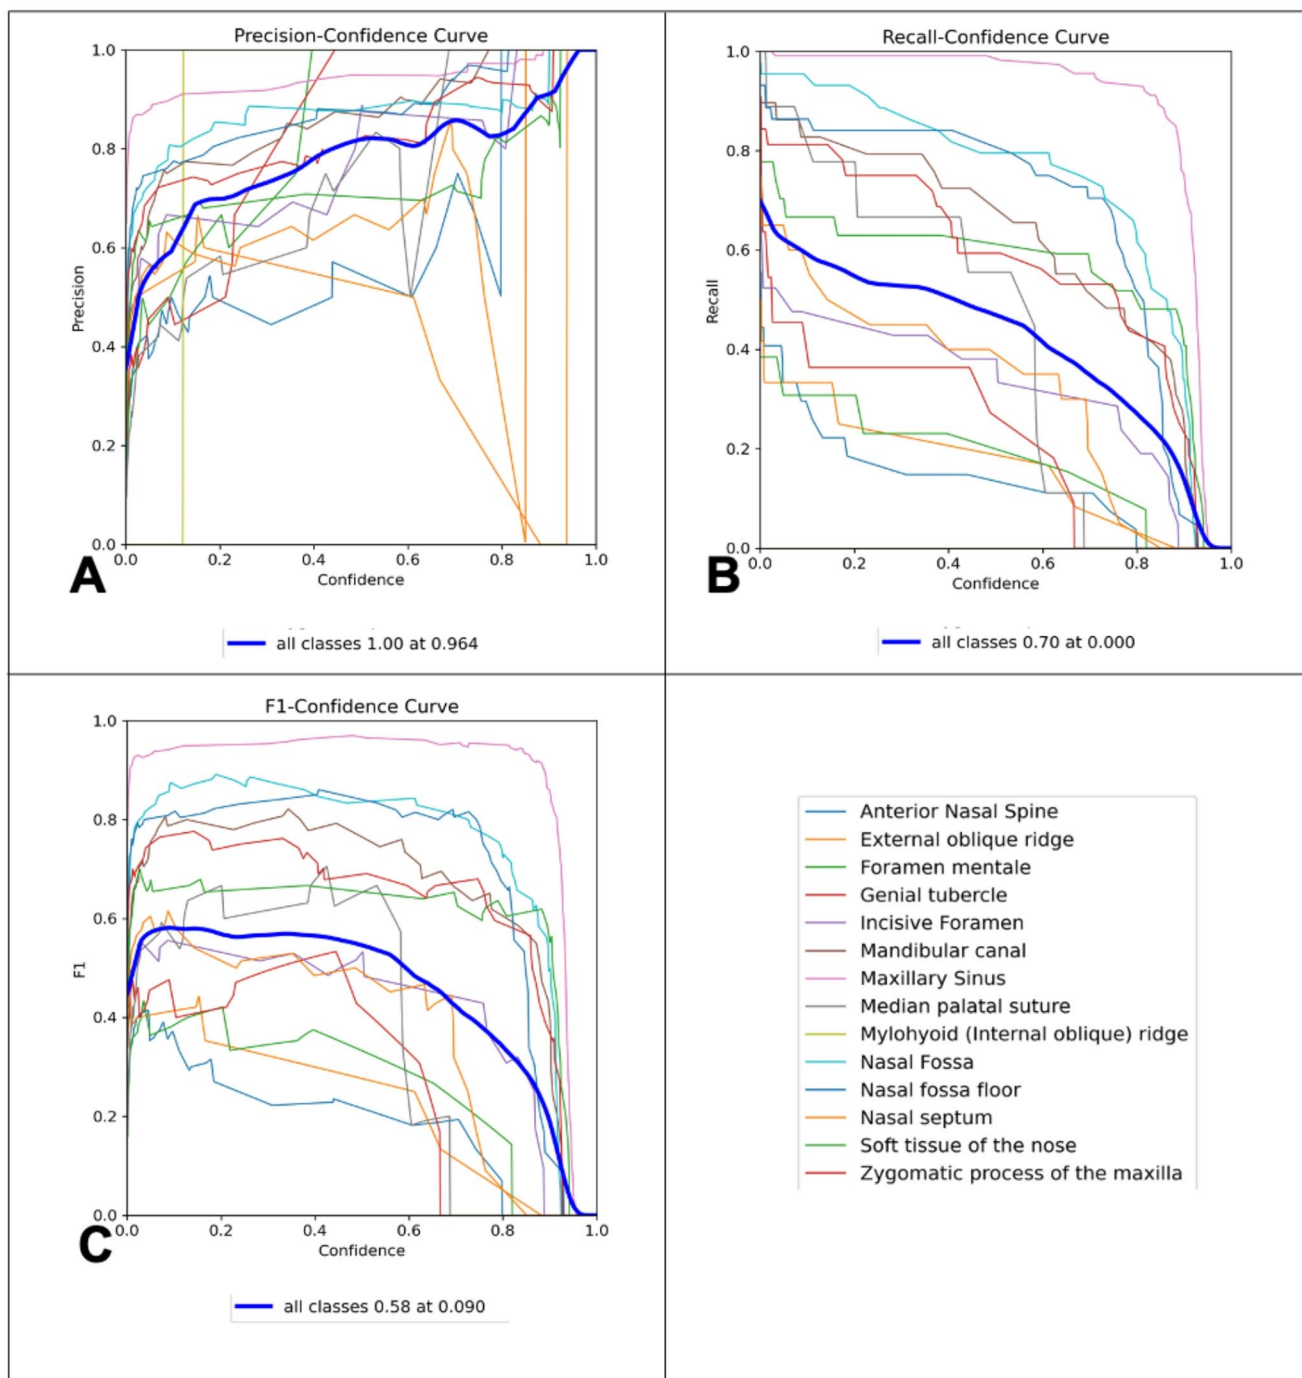 Precision-Confidence Curve
1.0
0.8
0.6
0.4
0.2
0.0
Precision
0.0 0.2 0.4 0.6 0.8 1.0
Confidence
A
all classes 1.00 at 0.964
Recall-Confidence Curve
1.0
0.8
0.6
0.4
0.2
0.0
Recall
0.0 0.2 0.4 0.6 0.8 1.0
Confidence
B
all classes 0.70 at 0.000
F1-Confidence Curve
1.0
0.8
0.6
0.4
0.2
0.0
F1
0.0 0.2 0.4 0.6 0.8 1.0
Confidence
C
all classes 0.58 at 0.090
Anterior Nasal Spine
External oblique ridge
Foramen mentale
Genial tubercle
Incisive Foramen
Mandibular canal
Maxillary Sinus
Median palatal suture
Mylohyoid (Internal oblique) ridge
Nasal Fossa
Nasal fossa floor
Nasal septum
Soft tissue of the nose
Zygomatic process of the maxilla